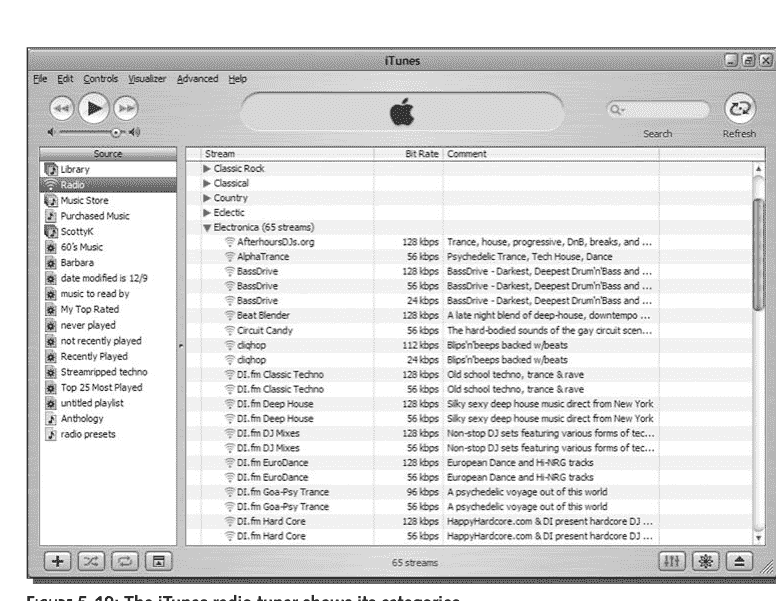 iTunes
File Edit Controls Visualizer Advanced Help
Search
Refresh
Source
Library
Radio
Music Store
Purchased Music
ScottyK
60's Music
Barbara
date modified is 12/9
music to read by
My Top Rated
never played
not recently played
Recently Played
Streamripped techno
Top 25 Most Played
untitled playlist
Anthology
radio presets
Stream Bit Rate Comment
Classic Rock
Classical
Country
Eclectic
Electronica (65 streams)
AfterhoursDJs.org 128 kbps Trance, house, progressive, DnB, breaks, and ...
AlphaTrance 56 kbps Psychedelic Trance, Tech House, Dance
BassDrive 128 kbps BassDrive - Darkest, Deepest Drum'n'Bass and ...
BassDrive 56 kbps BassDrive - Darkest, Deepest Drum'n'Bass and ...
BassDrive 24 kbps BassDrive - Darkest, Deepest Drum'n'Bass and ...
Beat Blender 128 kbps A late night blend of deep-house, downtempo ...
Circuit Candy 56 kbps The hard-bodied sounds of the gay circuit scen...
cliqhop 112 kbps Blips'n'beeps backed w/beats
cliqhop 24 kbps Blips'n'beeps backed w/beats
DI.fm Classic Techno 128 kbps Old school techno, trance & rave
DI.fm Classic Techno 56 kbps Old school techno, trance & rave
DI.fm Deep House 128 kbps Silky sexy deep house music direct from New York
DI.fm Deep House 56 kbps Silky sexy deep house music direct from New York
DI.fm DJ Mixes 128 kbps Non-stop DJ sets featuring various forms of tec...
DI.fm DJ Mixes 56 kbps Non-stop DJ sets featuring various forms of tec...
DI.fm EuroDance 128 kbps European Dance and Hi-NRG tracks
DI.fm EuroDance 56 kbps European Dance and Hi-NRG tracks
DI.fm Goa-Psy Trance 96 kbps A psychedelic voyage out of this world
DI.fm Goa-Psy Trance 56 kbps A psychedelic voyage out of this world
DI.fm Hard Core 128 kbps HappyHardcore.com & DI present hardcore DJ ...
DI.fm Hard Core 56 kbps HappyHardcore.com & DI present hardcore DJ ...
65 streams
FIGURE 5-19: The iTunes radio tuner shows its categories